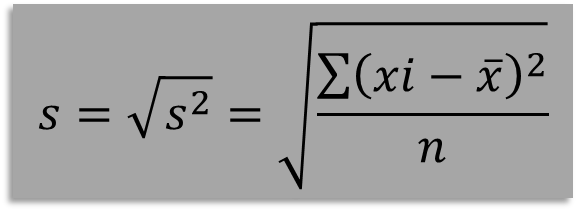 s = √s² = √(∑(xi − x̄)² / n)